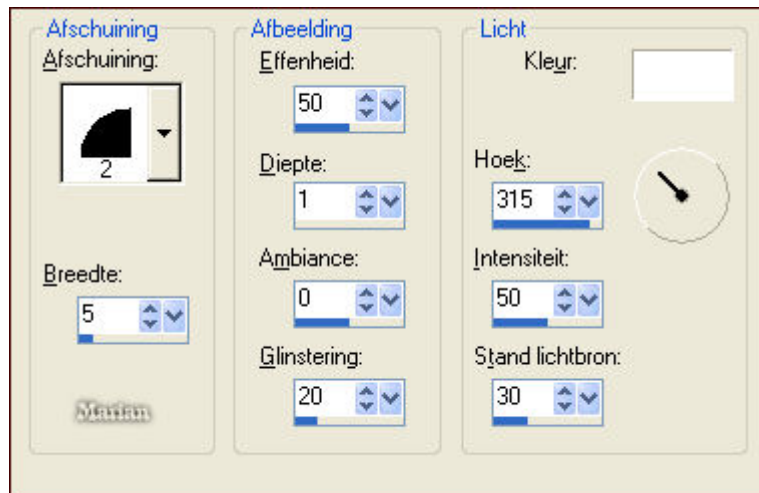 Afschuining
Afschuining:
2
Breedte:
5
Marian
Afbeelding
Effenheid:
50
Diepte:
1
Ambiance:
0
Glinstering:
20
Licht
Kleur:
Hoek:
315
Intensiteit:
50
Stand lichtbron:
30